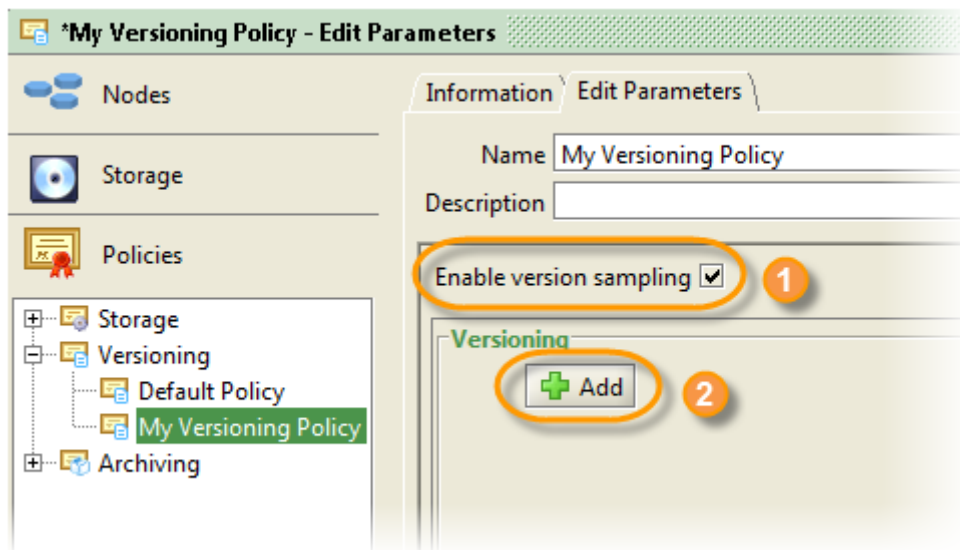 *My Versioning Policy - Edit Parameters
Nodes
Storage
Policies
Storage
Versioning
Default Policy
My Versioning Policy
Archiving
Information
Edit Parameters
Name My Versioning Policy
Description
Enable version sampling
1
Versioning
Add
2